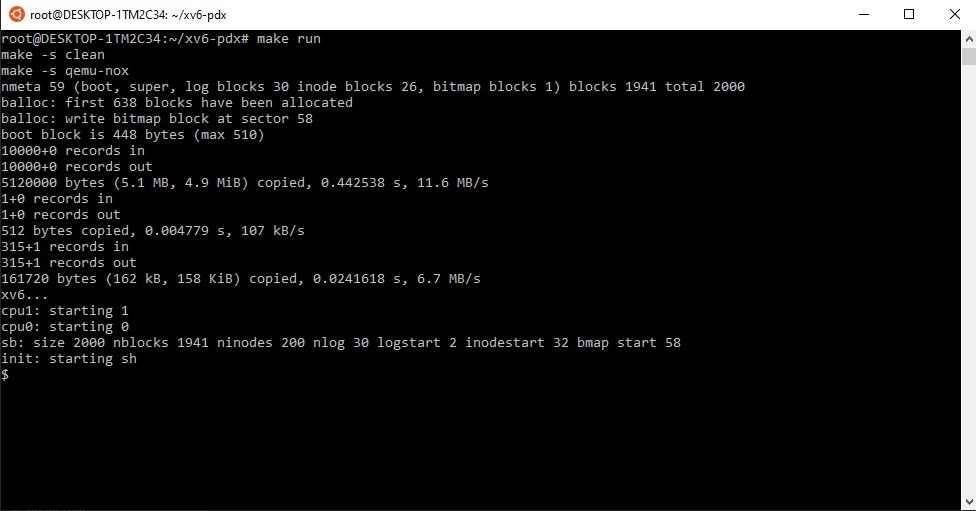 root@DESKTOP-1TM2C34: ~/xv6-pdx
root@DESKTOP-1TM2C34:~/xv6-pdx# make run
make -s clean
make -s qemu-nox
nmeta 59 (boot, super, log blocks 30 inode blocks 26, bitmap blocks 1) blocks 1941 total 2000
balloc: first 638 blocks have been allocated
balloc: write bitmap block at sector 58
boot block is 448 bytes (max 510)
10000+0 records in
10000+0 records out
5120000 bytes (5.1 MB, 4.9 MiB) copied, 0.442538 s, 11.6 MB/s
1+0 records in
1+0 records out
512 bytes copied, 0.004779 s, 107 kB/s
315+1 records in
315+1 records out
161720 bytes (162 kB, 158 KiB) copied, 0.0241618 s, 6.7 MB/s
xv6...
cpu1: starting 1
cpu0: starting 0
sb: size 2000 nblocks 1941 ninodes 200 nlog 30 logstart 2 inodestart 32 bmap start 58
init: starting sh
$